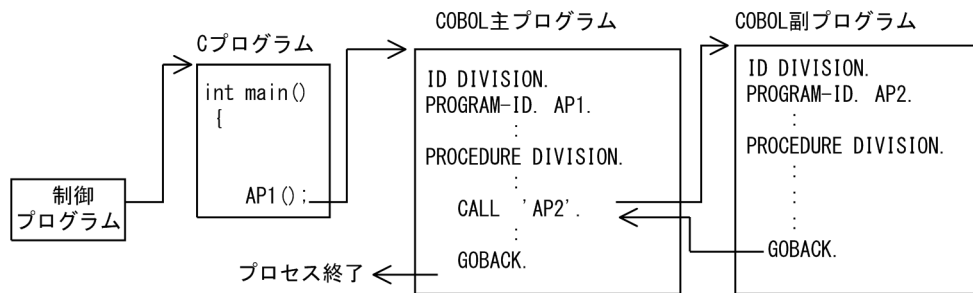 制御
プログラム
Cプログラム
int main()
{
AP1();
COBOL主プログラム
ID DIVISION.
PROGRAM-ID. AP1.
:
PROCEDURE DIVISION.
:
CALL 'AP2'.
:
GOBACK.
プロセス終了
COBOL副プログラム
ID DIVISION.
PROGRAM-ID. AP2.
:
PROCEDURE DIVISION.
:
:
:
GOBACK.